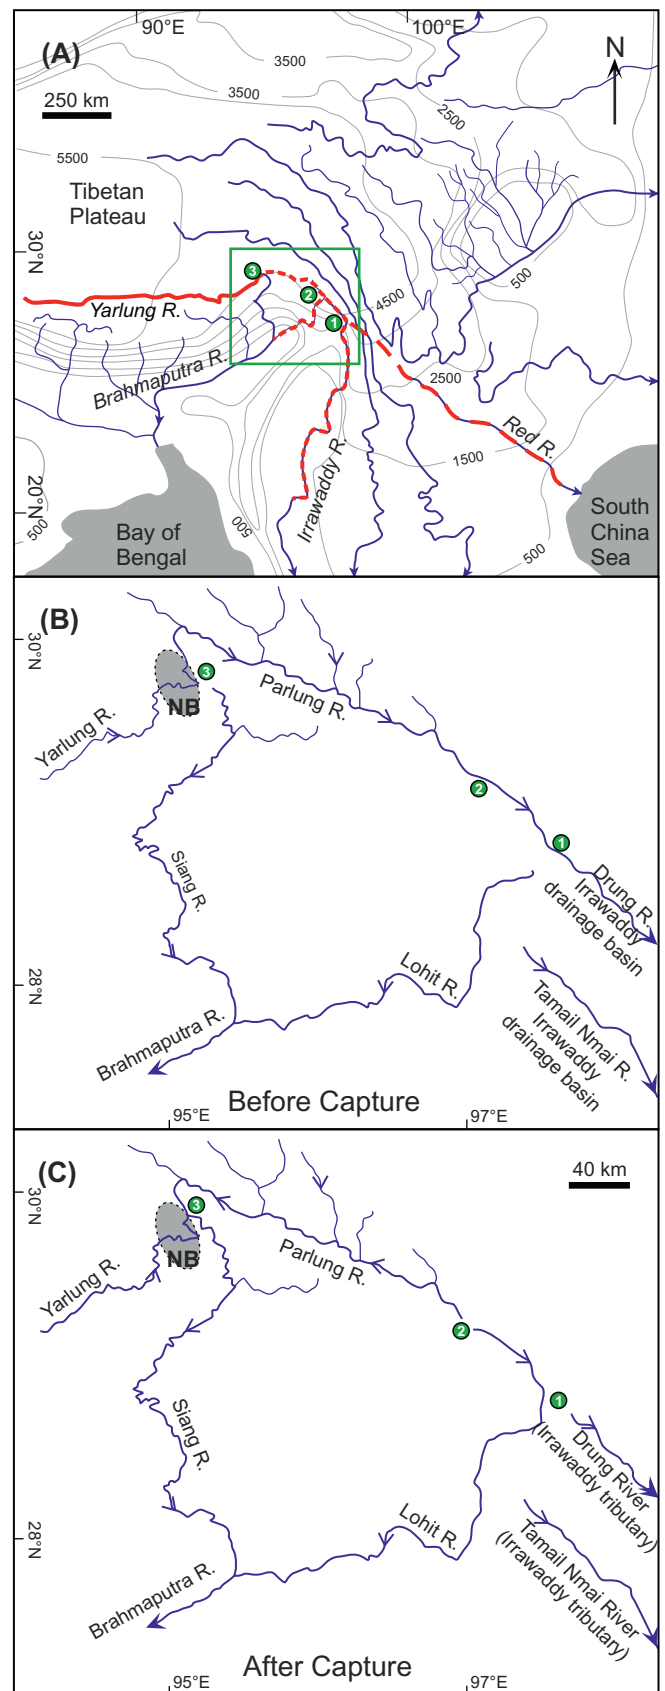 (A)
90°E
100°E
N
250 km
3500
3500
2500
5500
Tibetan
Plateau
30°N
3
2
1
4500
500
Yarlung R.
Brahmaputra R.
2500
Red R.
1500
Irrawaddy R.
20°N
500
500
500
Bay of
Bengal
South
China
Sea
(B)
30°N
3
NB
Parlung R.
Yarlung R.
2
1
Siang R.
Drung R.
Irrawaddy
drainage basin
Lohit R.
28°N
Tamail Nmai R.
Irrawaddy
drainage basin
Brahmaputra R.
Before Capture
95°E
97°E
(C)
40 km
30°N
3
NB
Parlung R.
Yarlung R.
2
1
Siang R.
Drung River
(Irrawaddy tributary)
Lohit R.
28°N
Tamail Nmai River
(Irrawaddy tributary)
Brahmaputra R.
After Capture
95°E
97°E